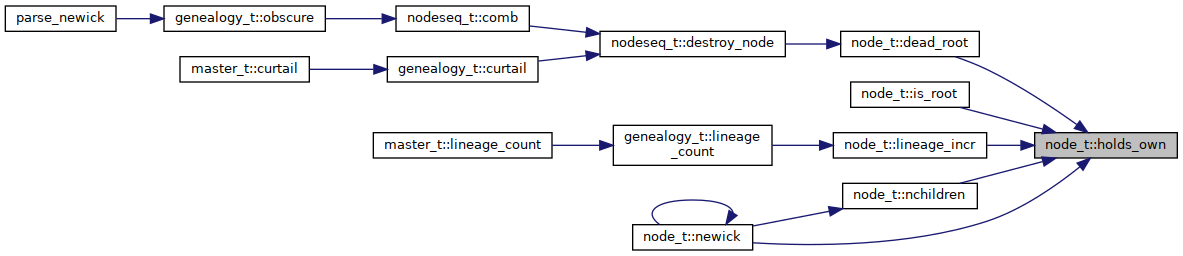 parse_newick
genealogy_t::obscure
nodeseq_t::comb
nodeseq_t::destroy_node
node_t::dead_root
master_t::curtail
genealogy_t::curtail
node_t::is_root
master_t::lineage_count
genealogy_t::lineage
_count
node_t::lineage_incr
node_t::holds_own
node_t::nchildren
node_t::newick